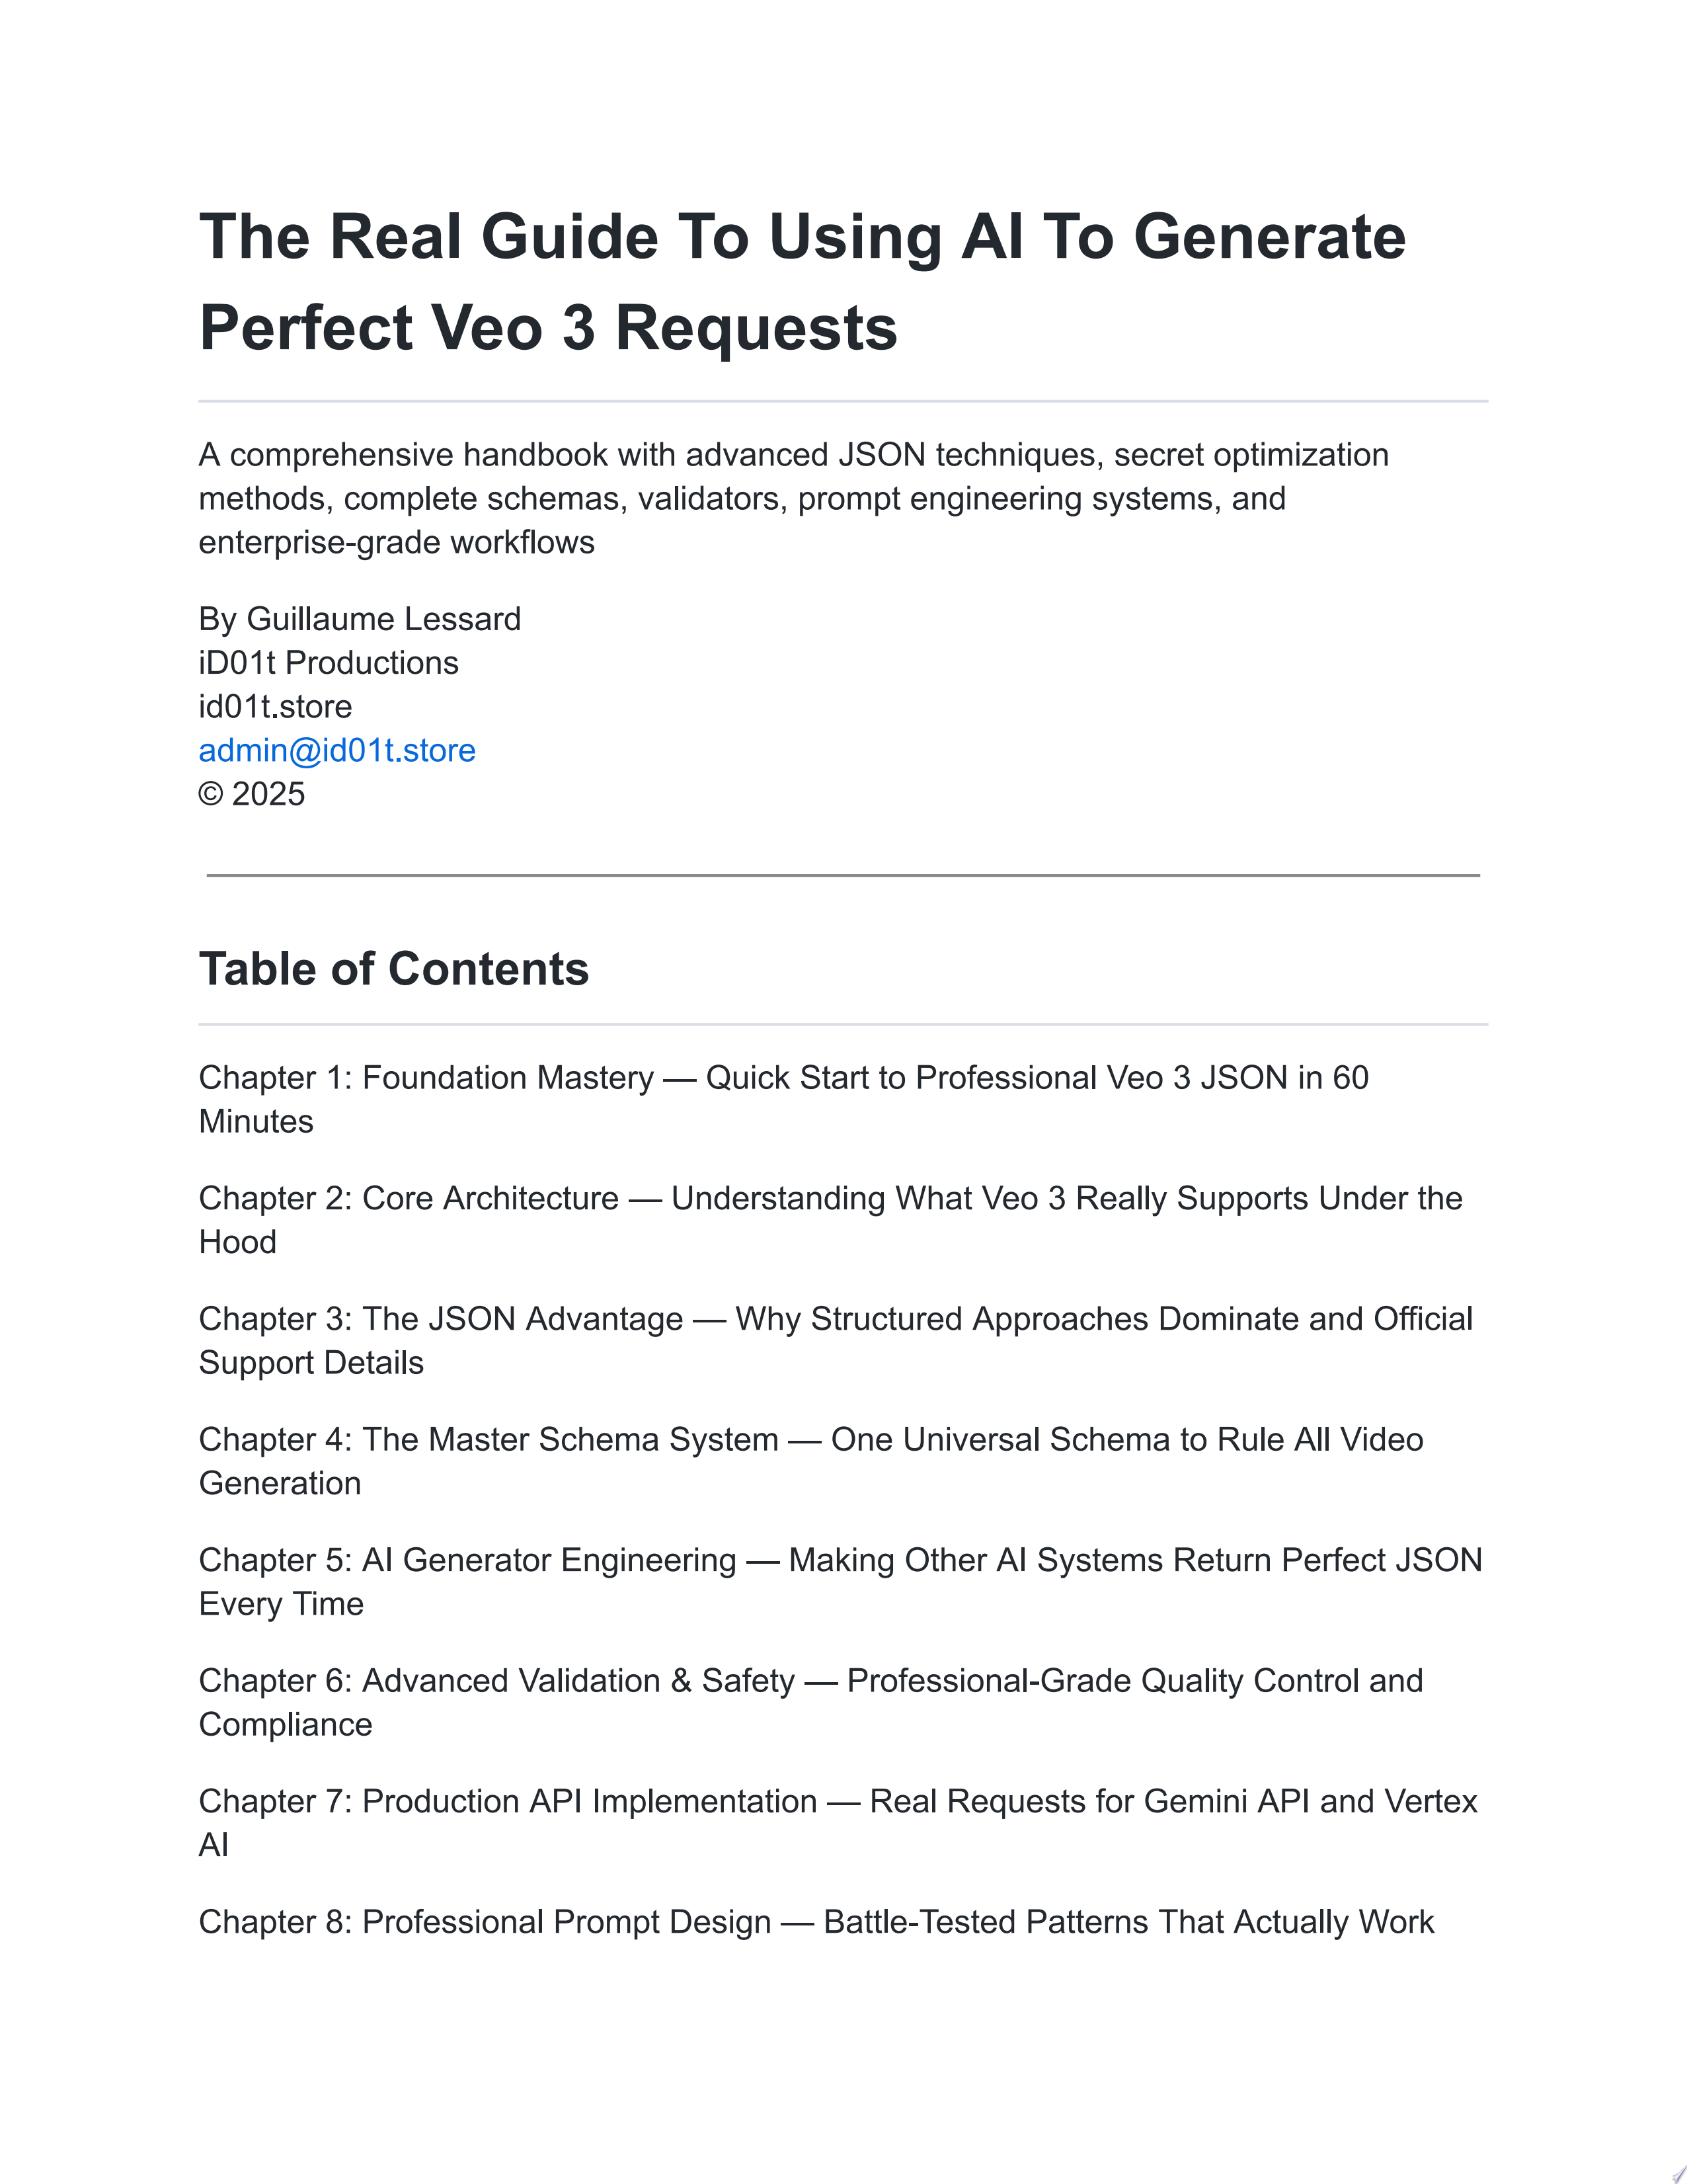 The Real Guide To Using AI To Generate
Perfect Veo 3 Requests
A comprehensive handbook with advanced JSON techniques, secret optimization
methods, complete schemas, validators, prompt engineering systems, and
enterprise-grade workflows
By Guillaume Lessard
iD01t Productions
id01t.store
admin@id01t.store
© 2025
Table of Contents
Chapter 1: Foundation Mastery — Quick Start to Professional Veo 3 JSON in 60
Minutes
Chapter 2: Core Architecture — Understanding What Veo 3 Really Supports Under the
Hood
Chapter 3: The JSON Advantage — Why Structured Approaches Dominate and Official
Support Details
Chapter 4: The Master Schema System — One Universal Schema to Rule All Video
Generation
Chapter 5: AI Generator Engineering — Making Other AI Systems Return Perfect JSON
Every Time
Chapter 6: Advanced Validation & Safety — Professional-Grade Quality Control and
Compliance
Chapter 7: Production API Implementation — Real Requests for Gemini API and Vertex
AI
Chapter 8: Professional Prompt Design — Battle-Tested Patterns That Actually Work